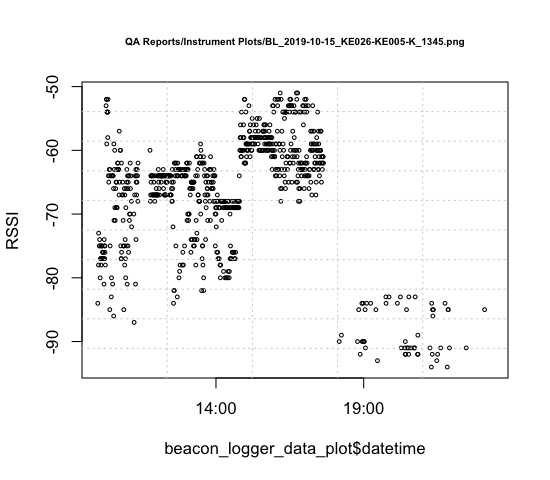 QA Reports/Instrument Plots/BL_2019-10-15_KE026-KE005-K_1345.png
-50
-60
-70
-80
-90
RSSI
14:00 19:00
beacon_logger_data_plot$datetime